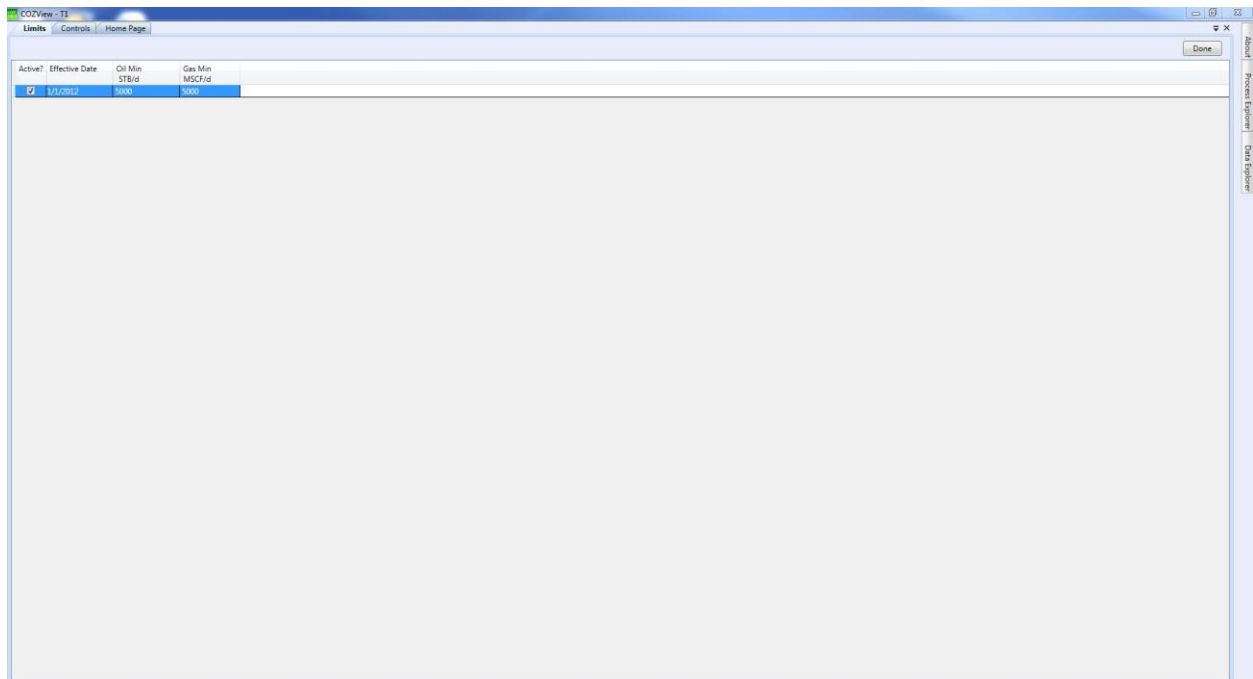 COZView - T1
Limits Controls Home Page
Done
Active? Effective Date Oil Min STB/d Gas Min MSCF/d
1/1/2012 5000 5000
About
Process Explorer
Data Explorer